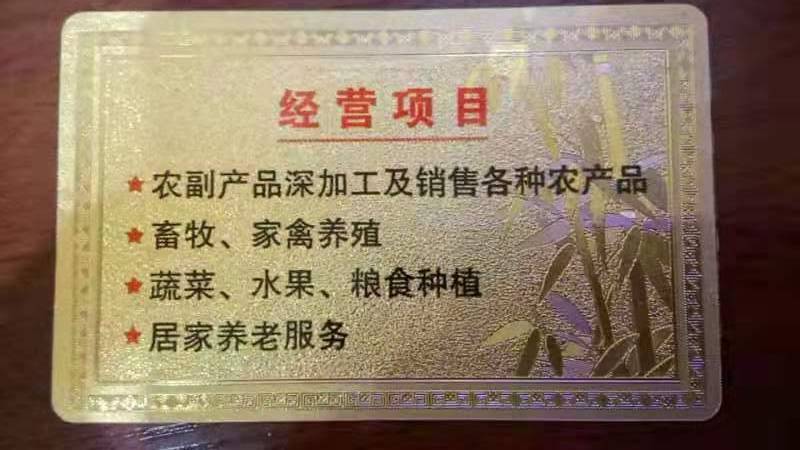 经营项目
★农副产品深加工及销售各种农产品
★畜牧、家禽养殖
★蔬菜、水果、粮食种植
★居家养老服务